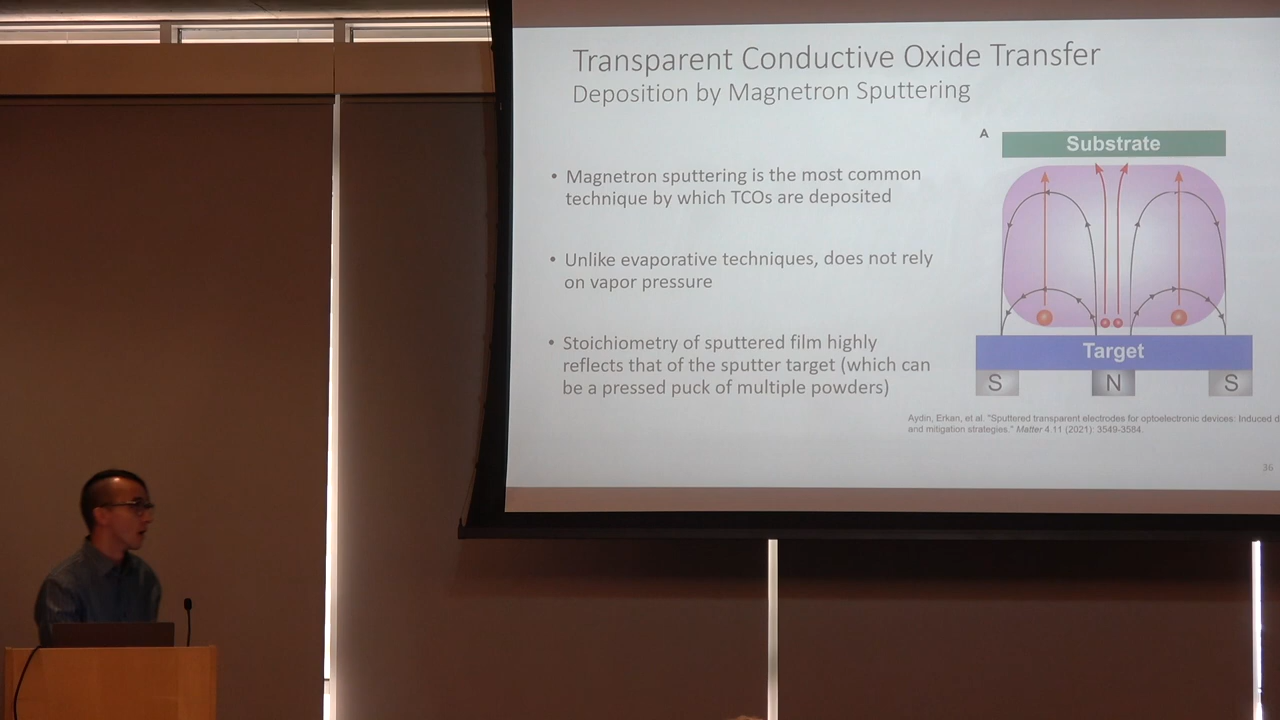 Transparent Conductive Oxide Transfer
Deposition by Magnetron Sputtering
• Magnetron sputtering is the most common
technique by which TCOs are deposited
• Unlike evaporative techniques, does not rely
on vapor pressure
• Stoichiometry of sputtered film highly
reflects that of the sputter target (which can
be a pressed puck of multiple powders)
A
Substrate
Target
S N S
Aydin, Erkan, et al. "Sputtered transparent electrodes for optoelectronic devices: Induced
and mitigation strategies." Matter 4.11 (2021): 3549-3584.
36